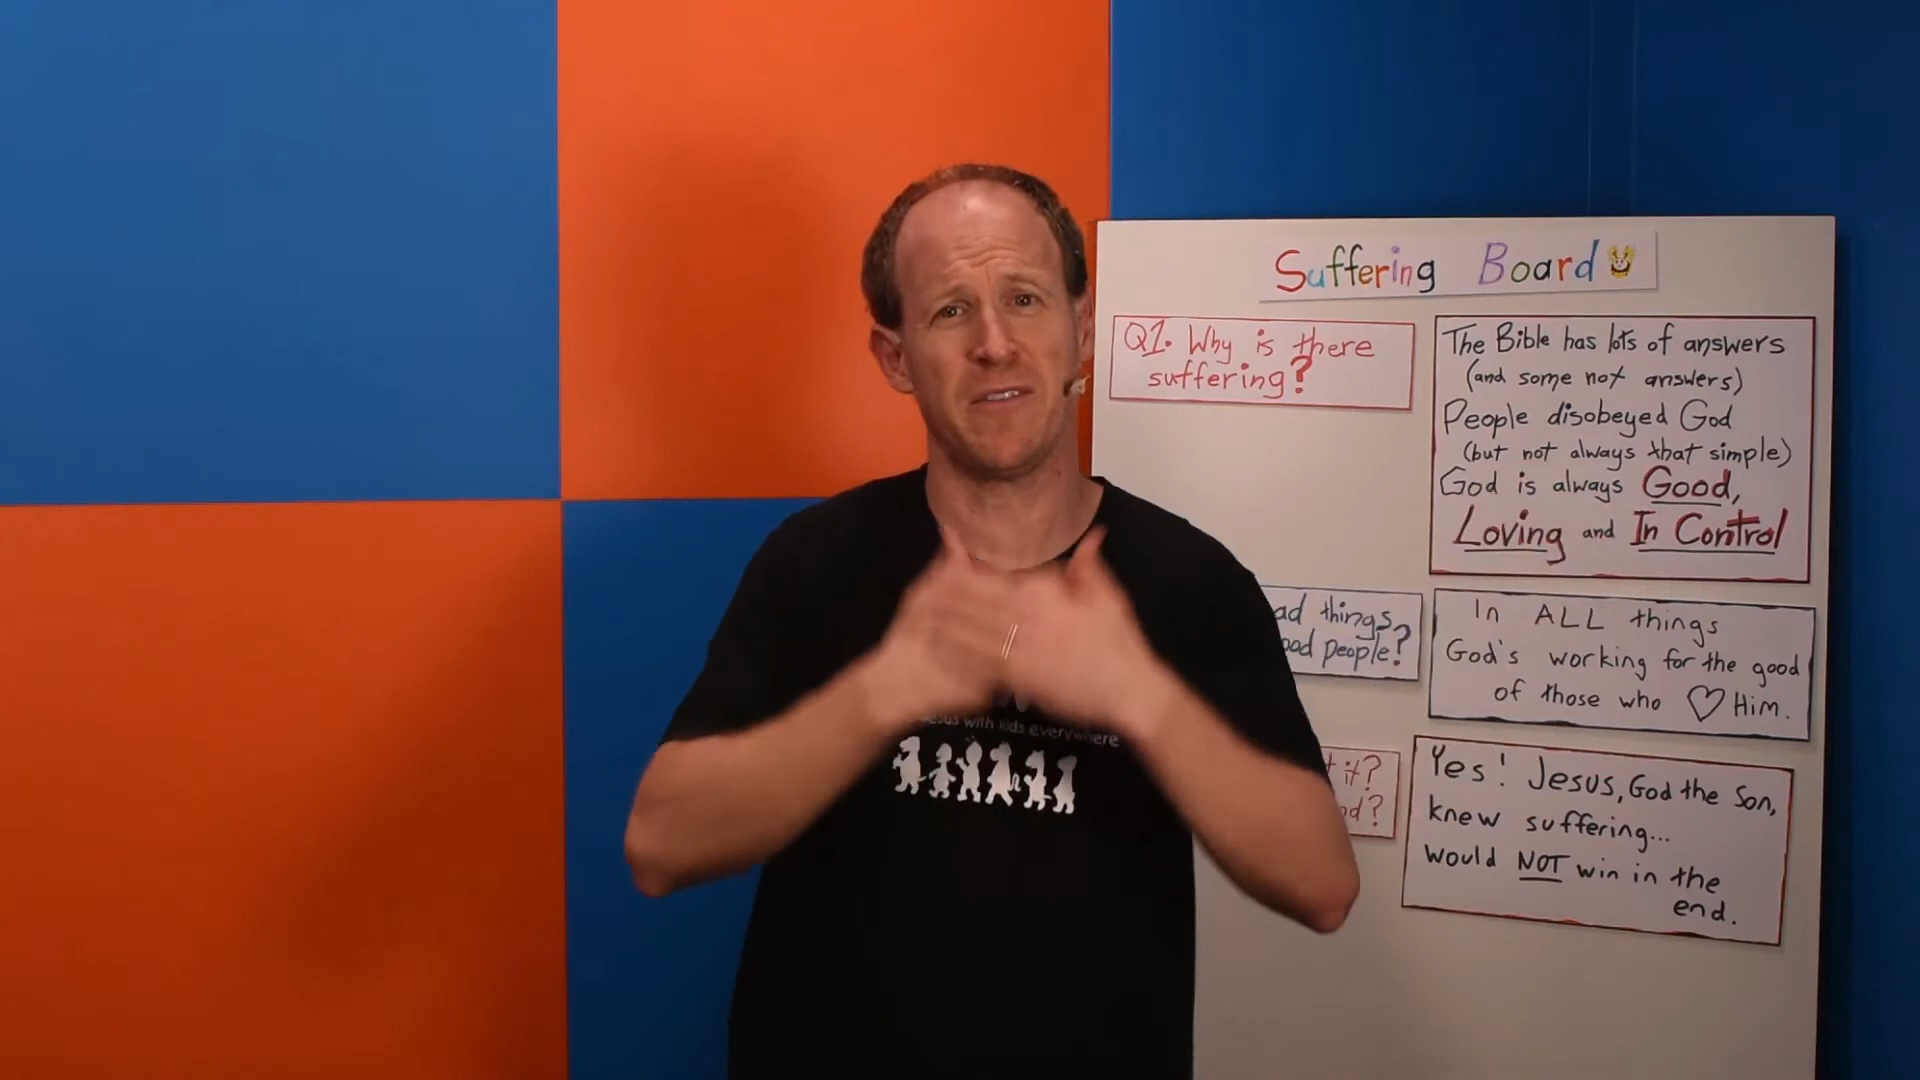 Suffering Board
Q1. Why is there
suffering?
The Bible has lots of answers
(and some not answers)
People disobeyed God
(but not always that simple)
God is always Good,
Loving and In Control
things
people?
In ALL things
God's working for the good
of those who ♡ Him.
it?
Yes! Jesus, God the Son,
knew suffering...
would NOT win in the
end.
with kids everywhere